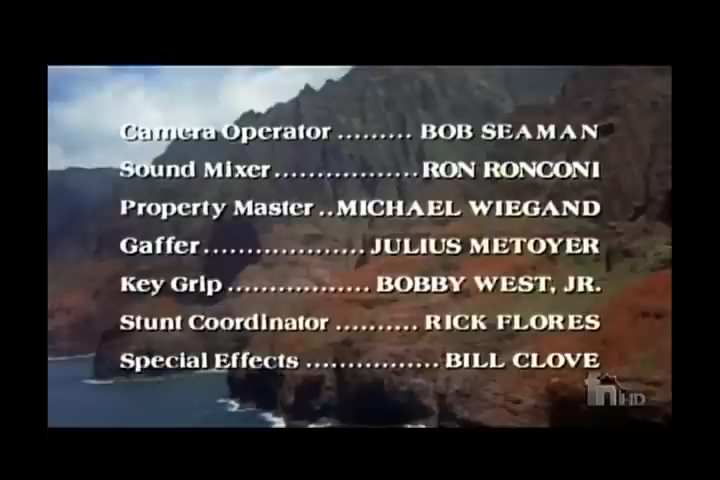 Camera Operator ......... BOB SEAMAN
Sound Mixer.................RON RONCONI
Property Master ..MICHAEL WIEGAND
Gaffer...................JULIUS METOYER
Key Grip ................. BOBBY WEST, JR.
Stunt Coordinator .......... RICK FLORES
Special Effects ................ BILL CLOVE
HD